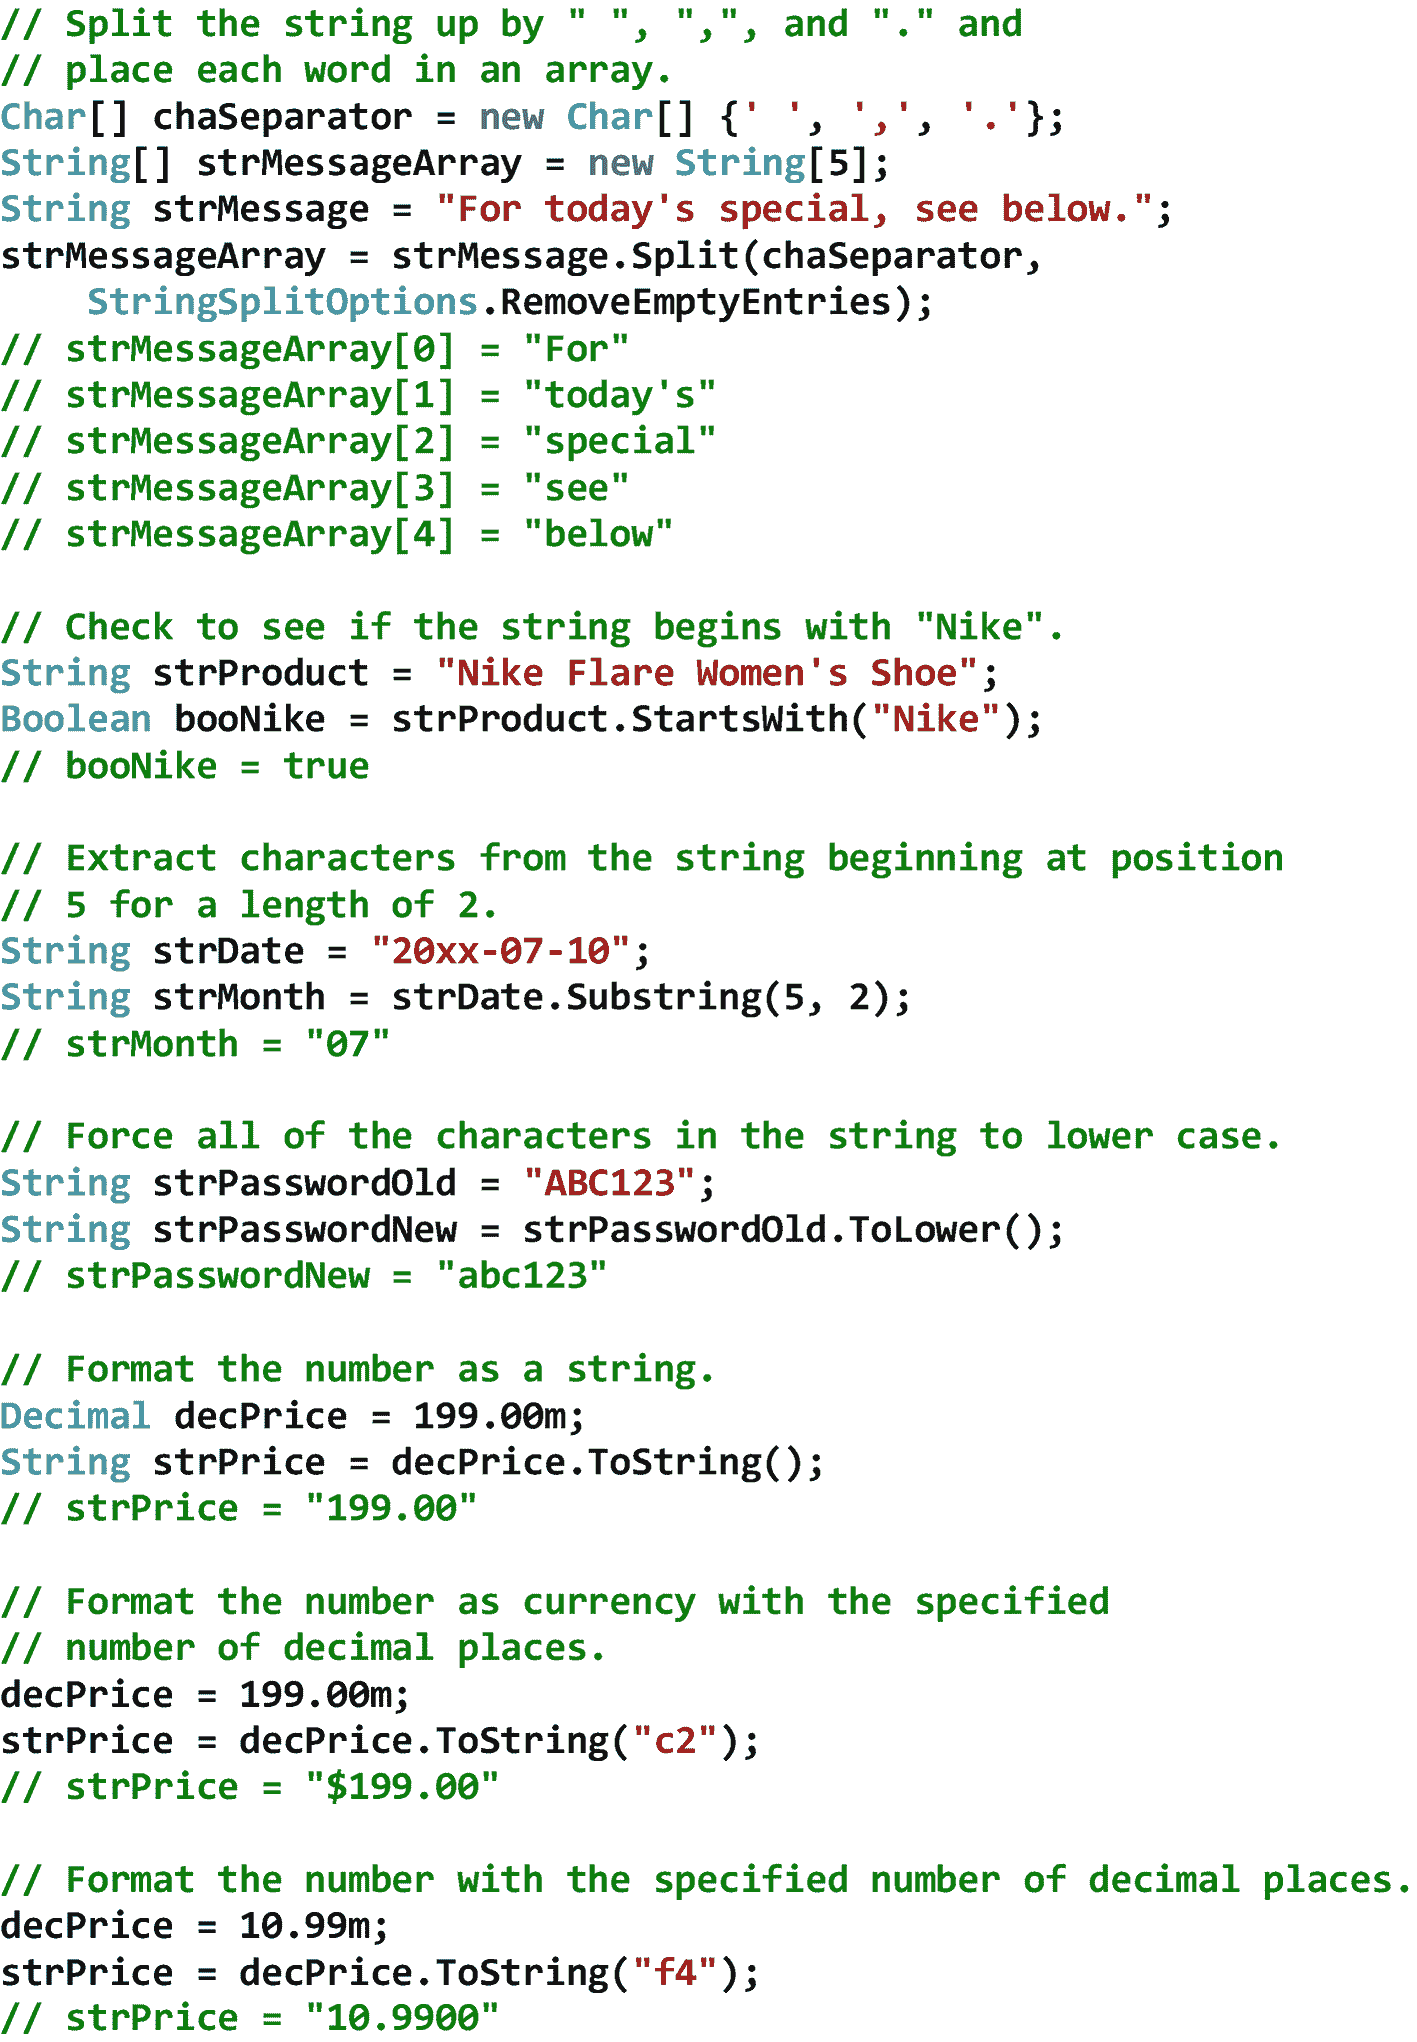 // Split the string up by " ", ",", and "." and
// place each word in an array.
Char[] chaSeparator = new Char[] {' ', ',', '.'};
String[] strMessageArray = new String[5];
String strMessage = "For today's special, see below.";
strMessageArray = strMessage.Split(chaSeparator,
    StringSplitOptions.RemoveEmptyEntries);
// strMessageArray[0] = "For"
// strMessageArray[1] = "today's"
// strMessageArray[2] = "special"
// strMessageArray[3] = "see"
// strMessageArray[4] = "below"

// Check to see if the string begins with "Nike".
String strProduct = "Nike Flare Women's Shoe";
Boolean booNike = strProduct.StartsWith("Nike");
// booNike = true

// Extract characters from the string beginning at position
// 5 for a length of 2.
String strDate = "20xx-07-10";
String strMonth = strDate.Substring(5, 2);
// strMonth = "07"

// Force all of the characters in the string to lower case.
String strPasswordOld = "ABC123";
String strPasswordNew = strPasswordOld.ToLower();
// strPasswordNew = "abc123"

// Format the number as a string.
Decimal decPrice = 199.00m;
String strPrice = decPrice.ToString();
// strPrice = "199.00"

// Format the number as currency with the specified
// number of decimal places.
decPrice = 199.00m;
strPrice = decPrice.ToString("c2");
// strPrice = "$199.00"

// Format the number with the specified number of decimal places.
decPrice = 10.99m;
strPrice = decPrice.ToString("f4");
// strPrice = "10.9900"